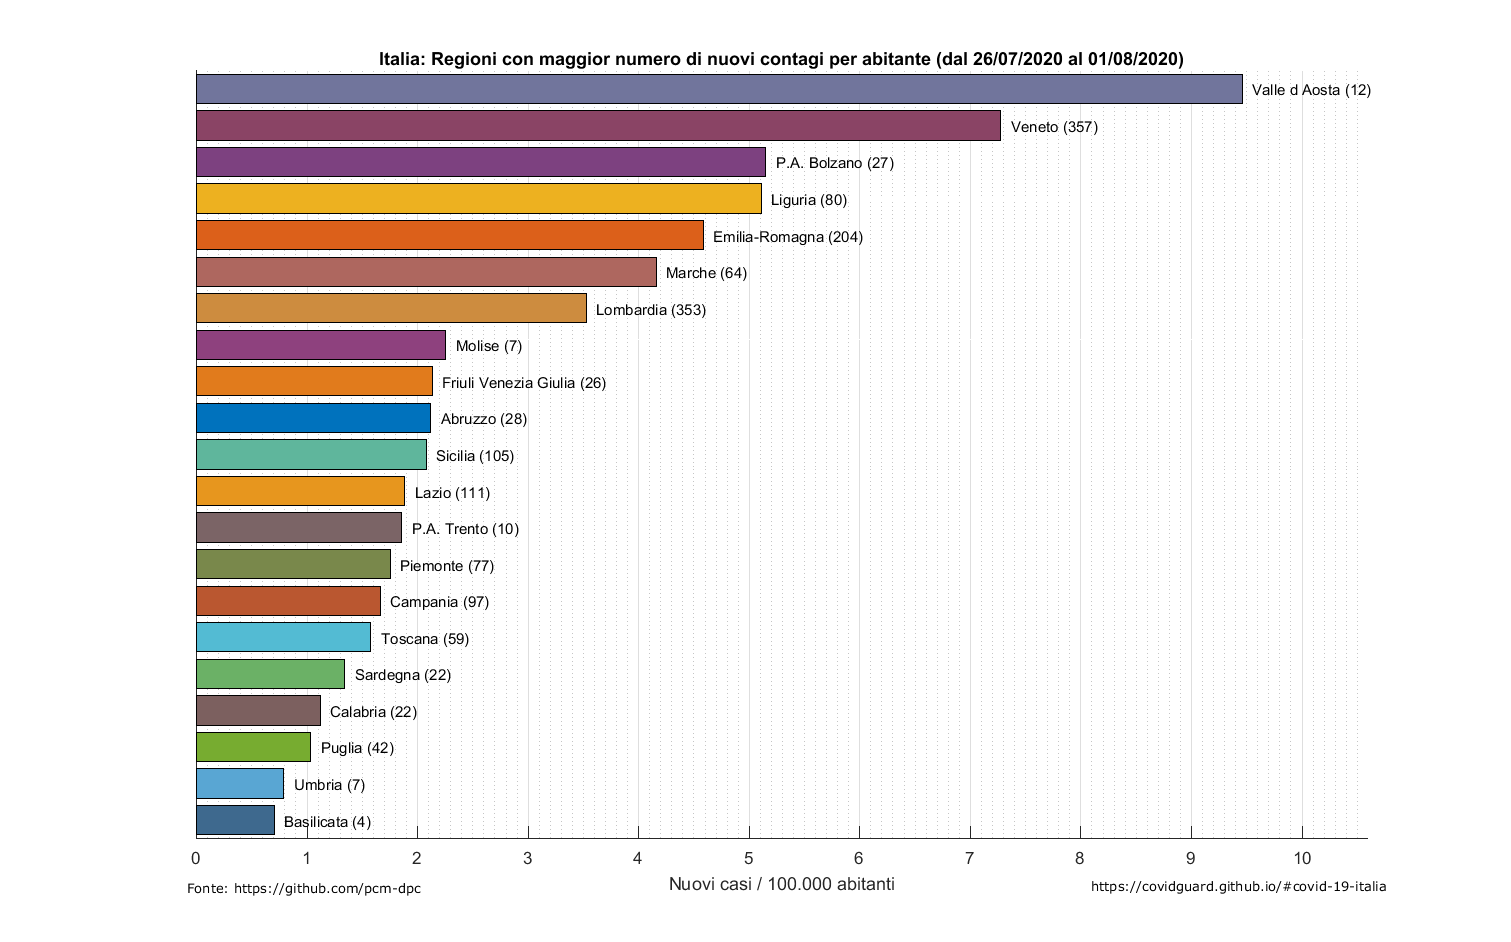 Italia: Regioni con maggior numero di nuovi contagi per abitante (dal 26/07/2020 al 01/08/2020)
Valle d Aosta (12)
Veneto (357)
P.A. Bolzano (27)
Liguria (80)
Emilia-Romagna (204)
Marche (64)
Lombardia (353)
Molise (7)
Friuli Venezia Giulia (26)
Abruzzo (28)
Sicilia (105)
Lazio (111)
P.A. Trento (10)
Piemonte (77)
Campania (97)
Toscana (59)
Sardegna (22)
Calabria (22)
Puglia (42)
Umbria (7)
Basilicata (4)
0 1 2 3 4 5 6 7 8 9 10
Nuovi casi / 100.000 abitanti
Fonte: https://github.com/pcm-dpc
https://covidguard.github.io/#covid-19-italia